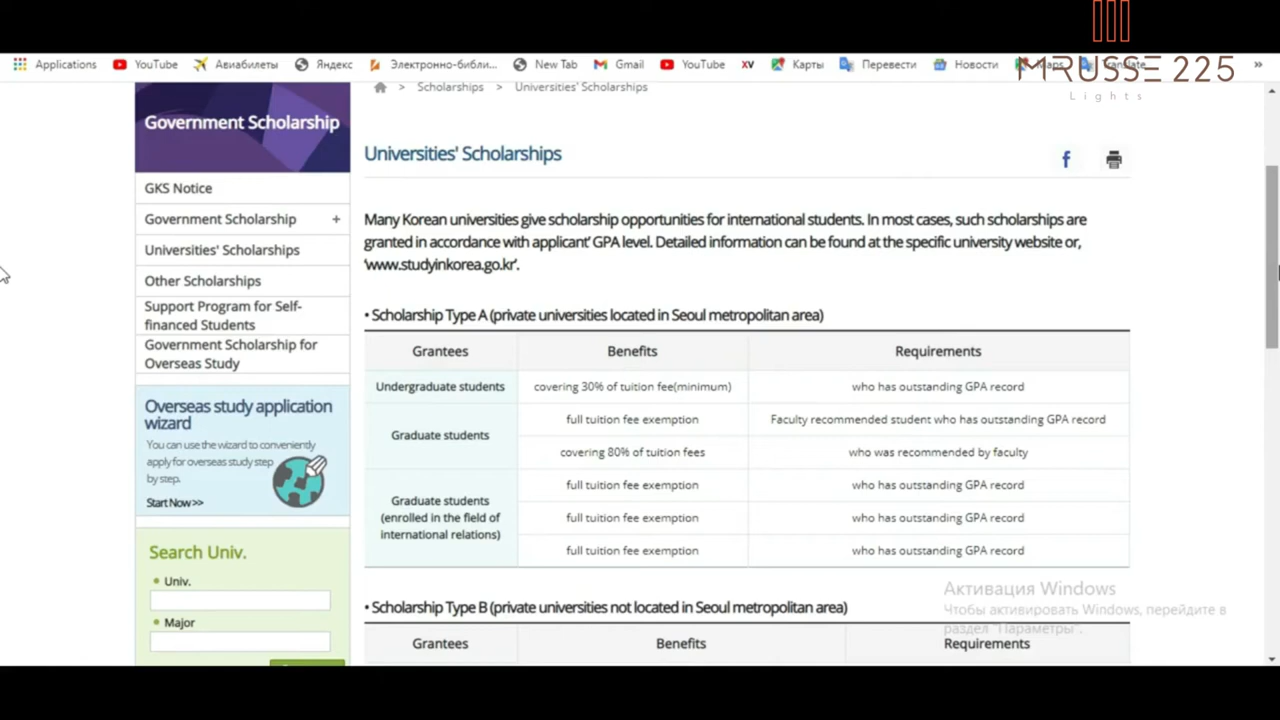 Applications YouTube Авиабилеты Яндекс Электронно-библи... New Tab Gmail YouTube XV Карты Перевести Новости Maps Translate »
MRUSSE 225
Lights
> Scholarships > Universities' Scholarships
Government Scholarship
GKS Notice
Government Scholarship +
Universities' Scholarships
Other Scholarships
Support Program for Self-
financed Students
Government Scholarship for
Overseas Study
Overseas study application
wizard
You can use the wizard to conveniently
apply for overseas study step
by step.
Start Now >>
Search Univ.
• Univ.
• Major
Universities' Scholarships
f
Many Korean universities give scholarship opportunities for international students. In most cases, such scholarships are
granted in accordance with applicant' GPA level. Detailed information can be found at the specific university website or,
'www.studyinkorea.go.kr'.
• Scholarship Type A (private universities located in Seoul metropolitan area)
Grantees Benefits Requirements
Undergraduate students covering 30% of tuition fee(minimum) who has outstanding GPA record
Graduate students
full tuition fee exemption Faculty recommended student who has outstanding GPA record
covering 80% of tuition fees who was recommended by faculty
Graduate students
(enrolled in the field of
international relations)
full tuition fee exemption who has outstanding GPA record
full tuition fee exemption who has outstanding GPA record
full tuition fee exemption who has outstanding GPA record
• Scholarship Type B (private universities not located in Seoul metropolitan area)
Grantees Benefits Requirements
Активация Windows
Чтобы активировать Windows, перейдите в
раздел "Параметры".